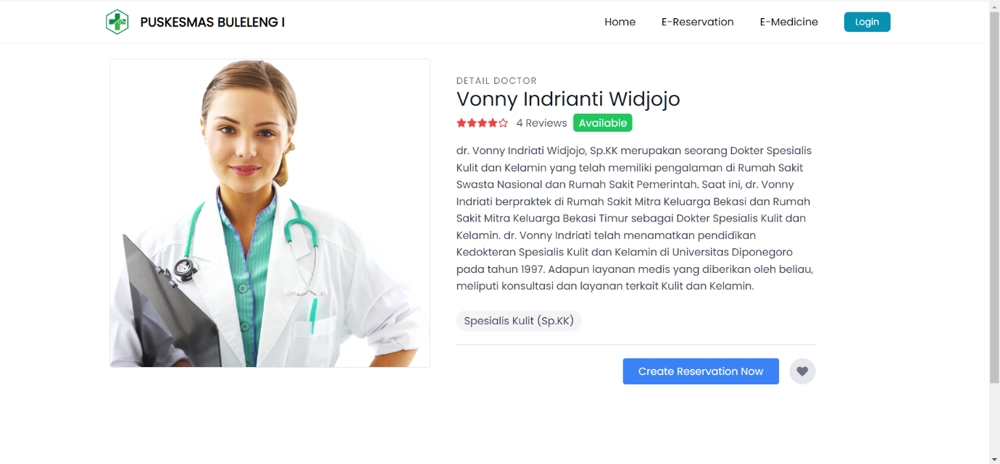 PUSKESMAS BULELENG I
Home
E-Reservation
E-Medicine
Login
DETAIL DOCTOR
Vonny Indrianti Widjojo
4 Reviews
Available
dr. Vonny Indriati Widjojo, Sp.KK merupakan seorang Dokter Spesialis
Kulit dan Kelamin yang telah memiliki pengalaman di Rumah Sakit
Swasta Nasional dan Rumah Sakit Pemerintah. Saat ini, dr. Vonny
Indriati berpraktek di Rumah Sakit Mitra Keluarga Bekasi dan Rumah
Sakit Mitra Keluarga Bekasi Timur sebagai Dokter Spesialis Kulit dan
Kelamin. dr. Vonny Indriati telah menamatkan pendidikan
Kedokteran Spesialis Kulit dan Kelamin di Universitas Diponegoro
pada tahun 1997. Adapun layanan medis yang diberikan oleh beliau,
meliputi konsultasi dan layanan terkait Kulit dan Kelamin.
Spesialis Kulit (Sp.KK)
Create Reservation Now